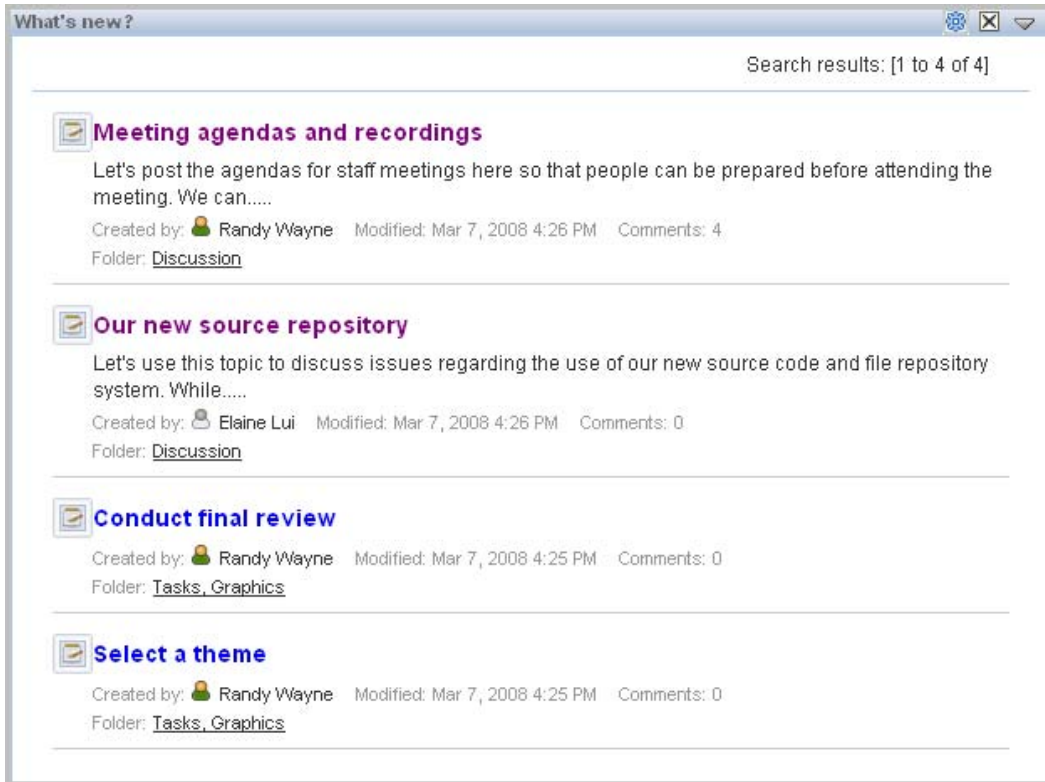 What's new?
Search results: [1 to 4 of 4]
Meeting agendas and recordings
Let's post the agendas for staff meetings here so that people can be prepared before attending the
meeting. We can.....
Created by: Randy Wayne Modified: Mar 7, 2008 4:26 PM Comments: 4
Folder: Discussion
Our new source repository
Let's use this topic to discuss issues regarding the use of our new source code and file repository
system. While.....
Created by: Elaine Lui Modified: Mar 7, 2008 4:26 PM Comments: 0
Folder: Discussion
Conduct final review
Created by: Randy Wayne Modified: Mar 7, 2008 4:25 PM Comments: 0
Folder: Tasks, Graphics
Select a theme
Created by: Randy Wayne Modified: Mar 7, 2008 4:25 PM Comments: 0
Folder: Tasks, Graphics